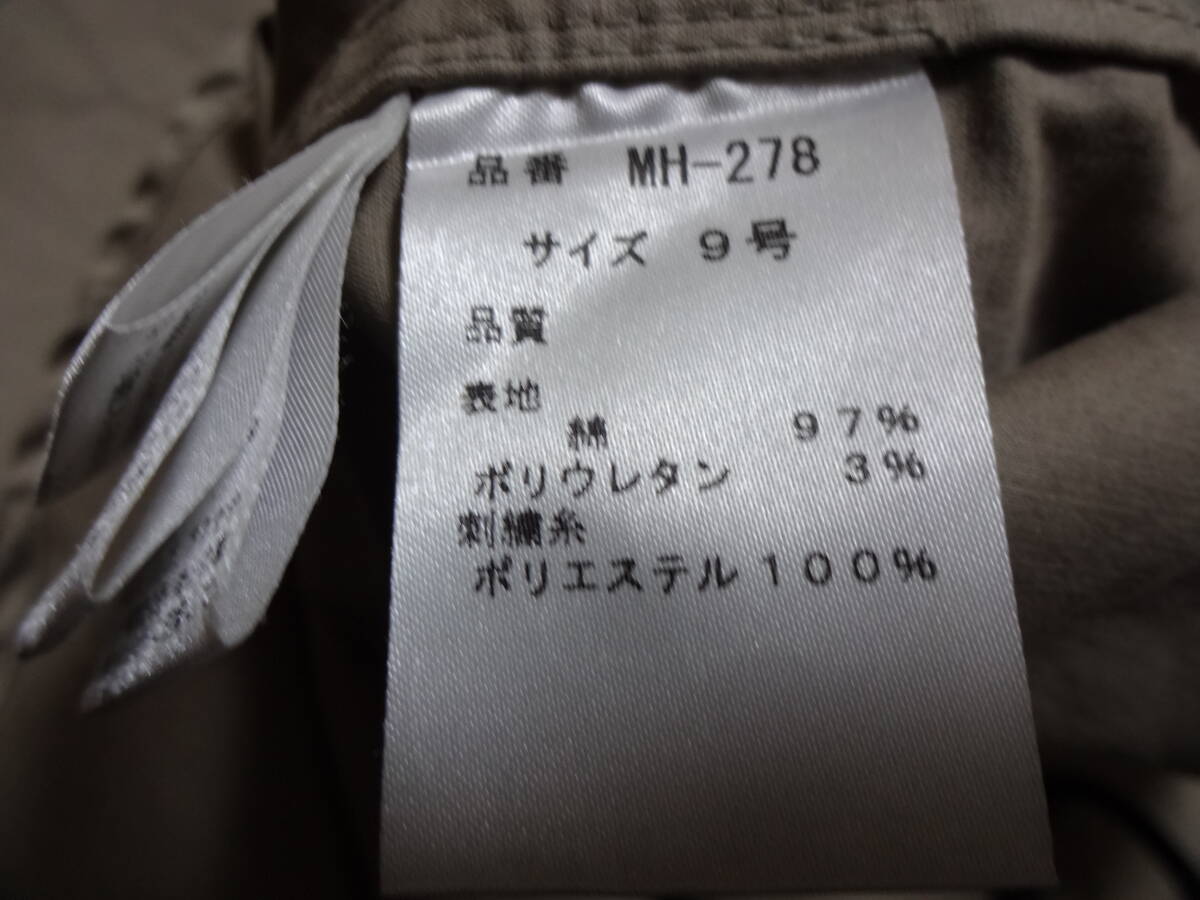 品番 MH-278
サイズ 9号
品質
表地
綿 97%
ポリウレタン 3%
刺繍糸
ポリエステル100%